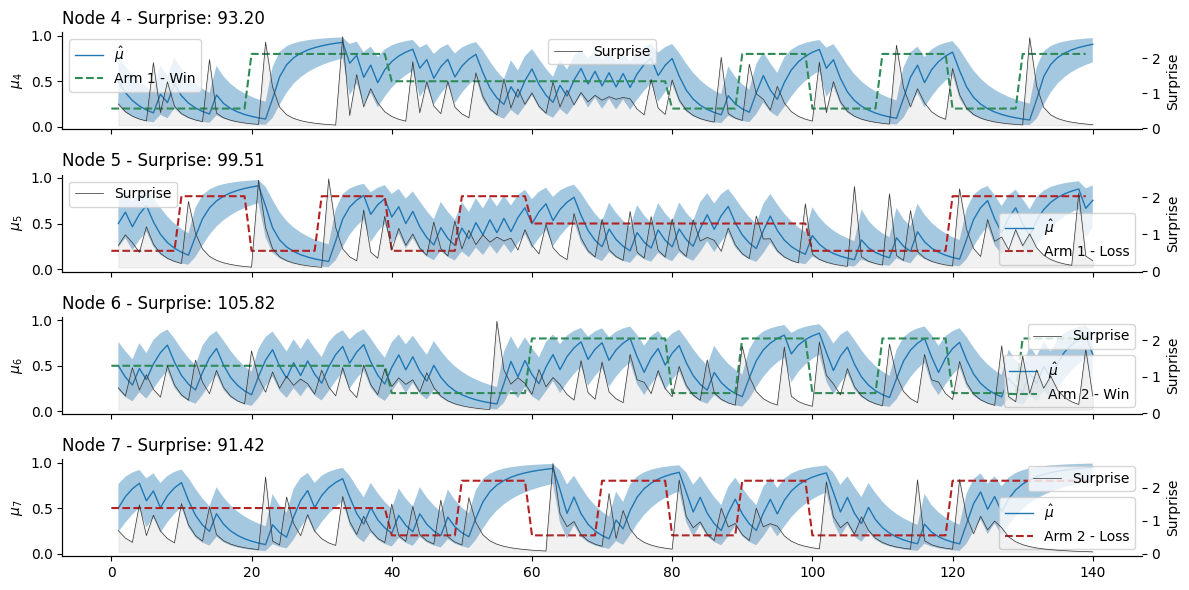 Node 4 - Surprise: 93.20
1.0
0.5
0.0
μ4
μ̂
Arm 1 - Win
Surprise
2
1
0
Surprise
Node 5 - Surprise: 99.51
1.0
0.5
0.0
μ5
Surprise
μ̂
Arm 1 - Loss
2
1
0
Surprise
Node 6 - Surprise: 105.82
1.0
0.5
0.0
μ6
Surprise
μ̂
Arm 2 - Win
2
1
0
Surprise
Node 7 - Surprise: 91.42
1.0
0.5
0.0
μ7
Surprise
μ̂
Arm 2 - Loss
2
1
0
Surprise
0 20 40 60 80 100 120 140